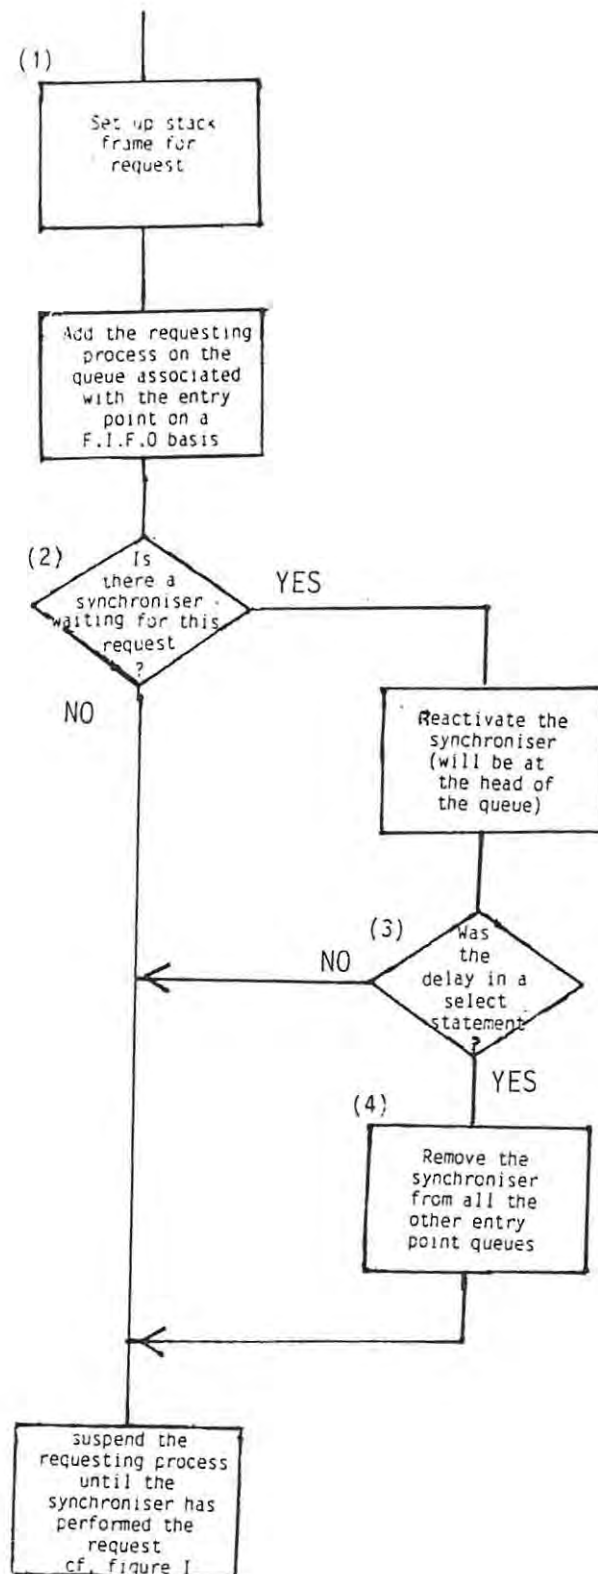 (1)
Set up stack
frame for
request
Add the requesting
process on the
queue associated
with the entry
point on a
F.I.F.O basis
(2)
Is
there a
synchroniser
waiting for this
request
?
YES
NO
Reactivate the
synchroniser
(will be at
the head of
the queue)
(3)
Was
the
delay in a
select
statement
?
NO
YES
(4)
Remove the
synchroniser
from all the
other entry
point queues
suspend the
requesting process
until the
synchroniser has
performed the
request
cf. figure I